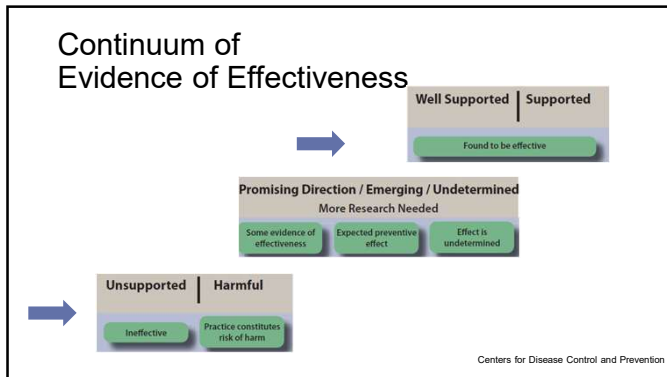 Continuum of
Evidence of Effectiveness
Well Supported | Supported
Found to be effective
Promising Direction / Emerging / Undetermined
More Research Needed
Some evidence of
effectiveness
Expected preventive
effect
Effect is
undetermined
Unsupported | Harmful
Ineffective
Practice constitutes
risk of harm
Centers for Disease Control and Prevention